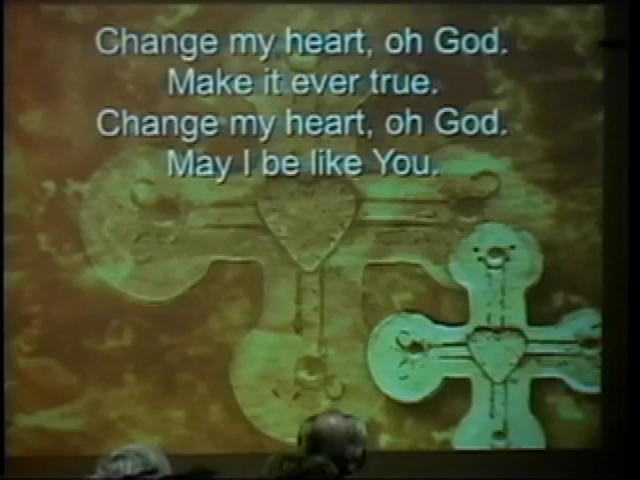 Change my heart, oh God.
Make it ever true.
Change my heart, oh God.
May I be like You.